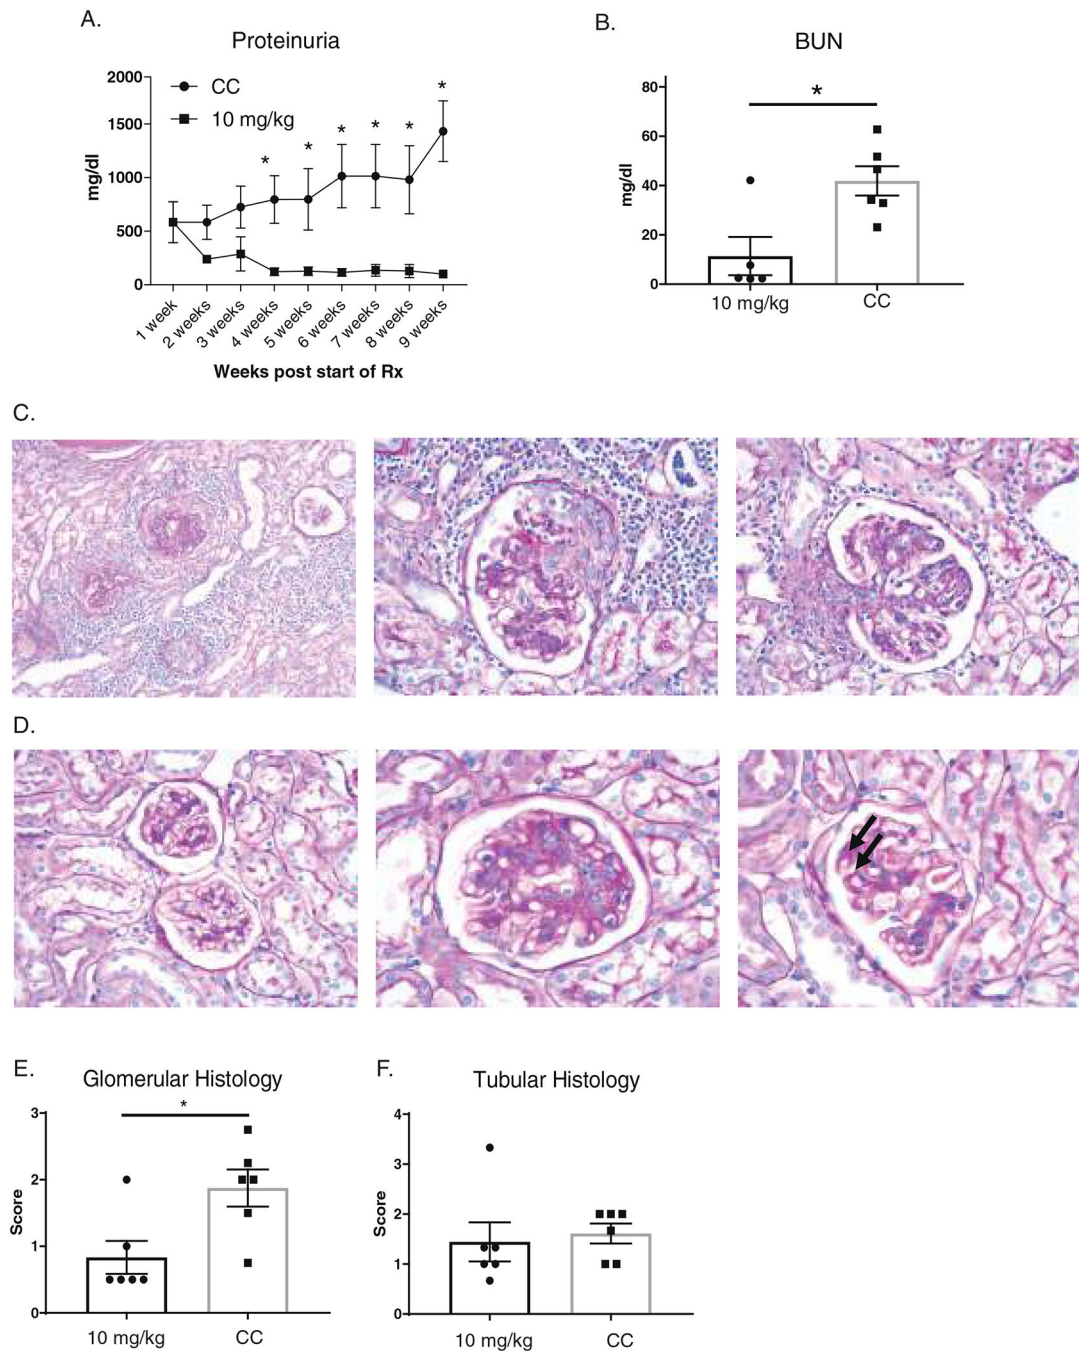 A.
Proteinuria
2000
1500
1000
500
0
mg/dl
CC
10 mg/kg
*
*
*
*
*
*
1 week
2 weeks
3 weeks
4 weeks
5 weeks
6 weeks
7 weeks
8 weeks
9 weeks
Weeks post start of Rx
B.
BUN
*
80
60
40
20
0
mg/dl
10 mg/kg
CC
C.
D.
E.
Glomerular Histology
*
3
2
1
0
Score
10 mg/kg
CC
F.
Tubular Histology
4
3
2
1
0
Score
10 mg/kg
CC